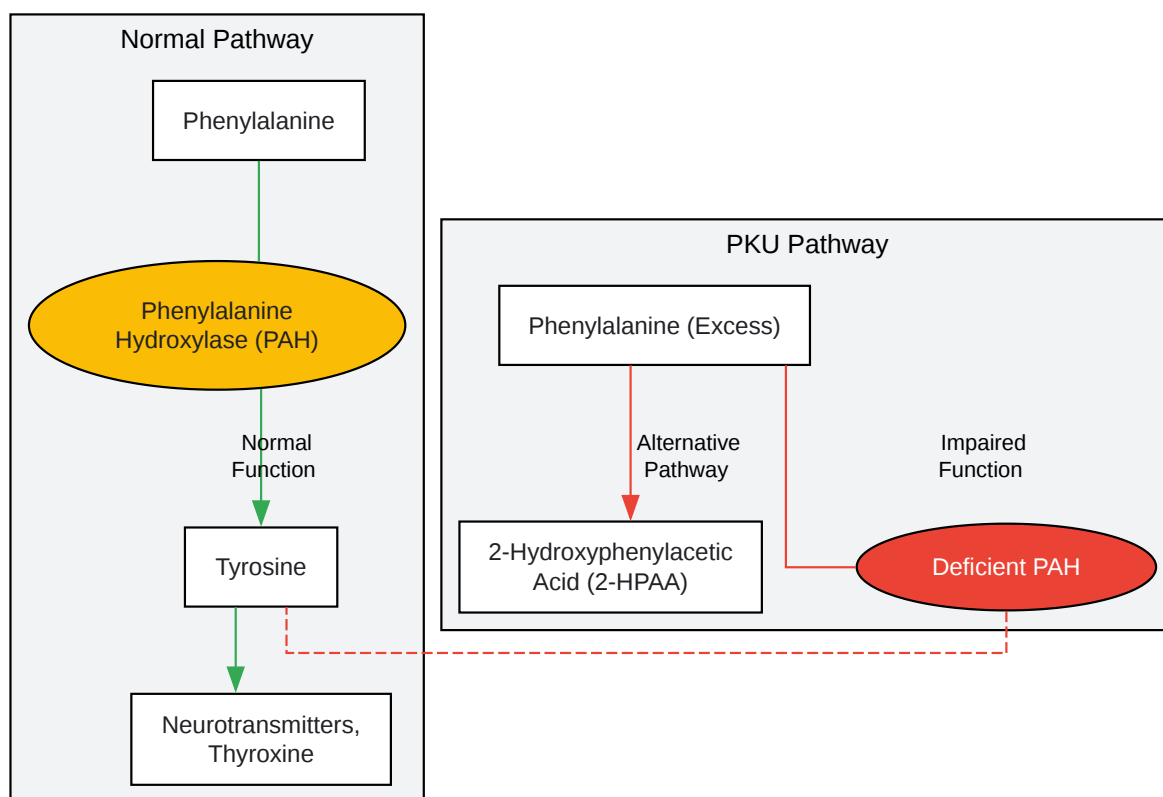 Normal Pathway
Phenylalanine
Phenylalanine
Hydroxylase (PAH)
Normal
Function
Tyrosine
Neurotransmitters,
Thyroxine
PKU Pathway
Phenylalanine (Excess)
Alternative
Pathway
Impaired
Function
2-Hydroxyphenylacetic
Acid (2-HPAA)
Deficient PAH